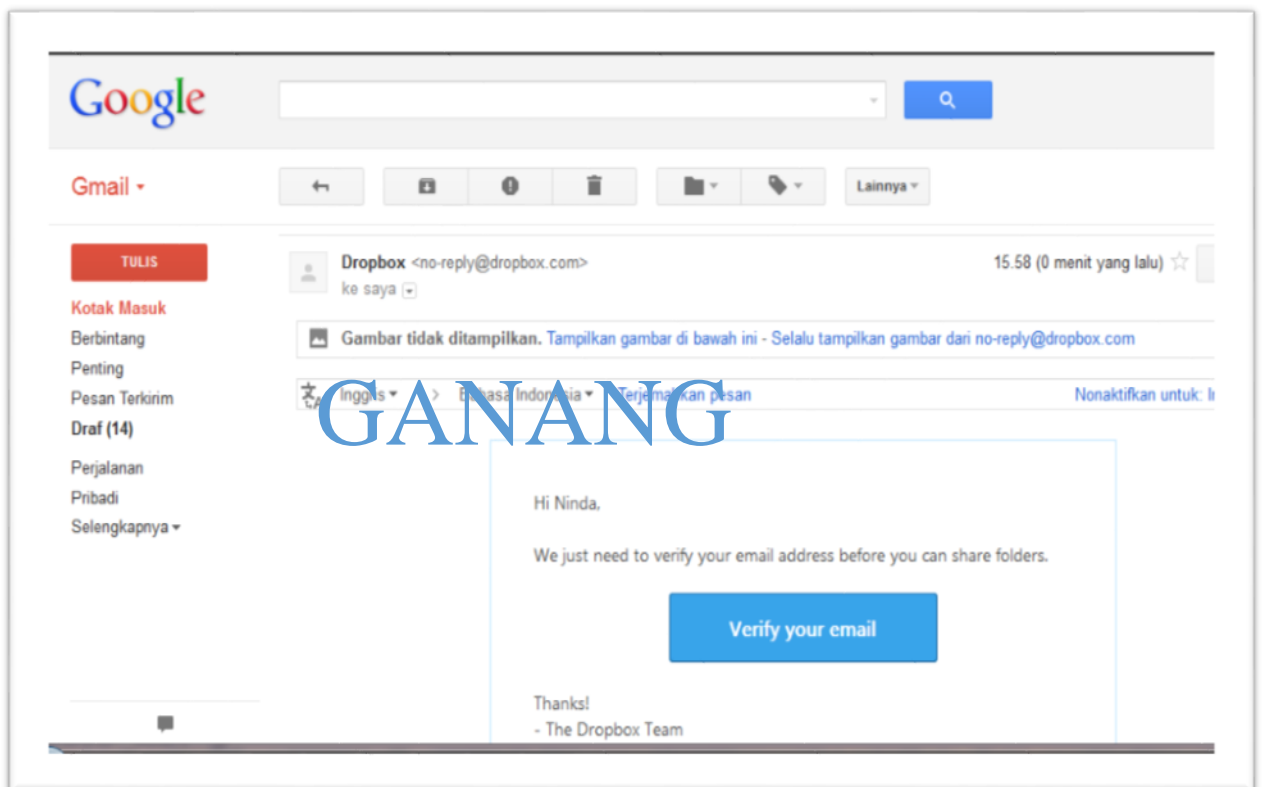 Google
Gmail
Lainnya
TULIS
Dropbox <no-reply@dropbox.com>
15.58 (0 menit yang lalu)
ke saya
Kotak Masuk
Berbintang
Penting
Pesan Terkirim
Draf (14)
Perjalanan
Pribadi
Selengkapnya
Gambar tidak ditampilkan. Tampilkan gambar di bawah ini - Selalu tampilkan gambar dari no-reply@dropbox.com
Inggris > Bahasa Indonesia Terjemahkan pesan Nonaktifkan untuk:
GANANG
Hi Ninda,
We just need to verify your email address before you can share folders.
Verify your email
Thanks!
- The Dropbox Team